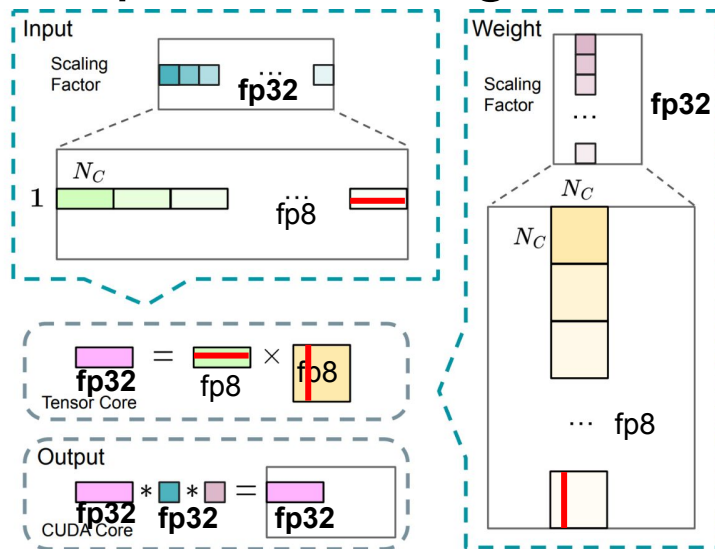 Input
Scaling
Factor
...
fp32
N_C
1
...
fp8
Weight
Scaling
Factor
...
fp32
N_C
N_C
... fp8
= ×
fp32 fp8 fp8
Tensor Core
Output
* * =
fp32 fp32 fp32
CUDA Core